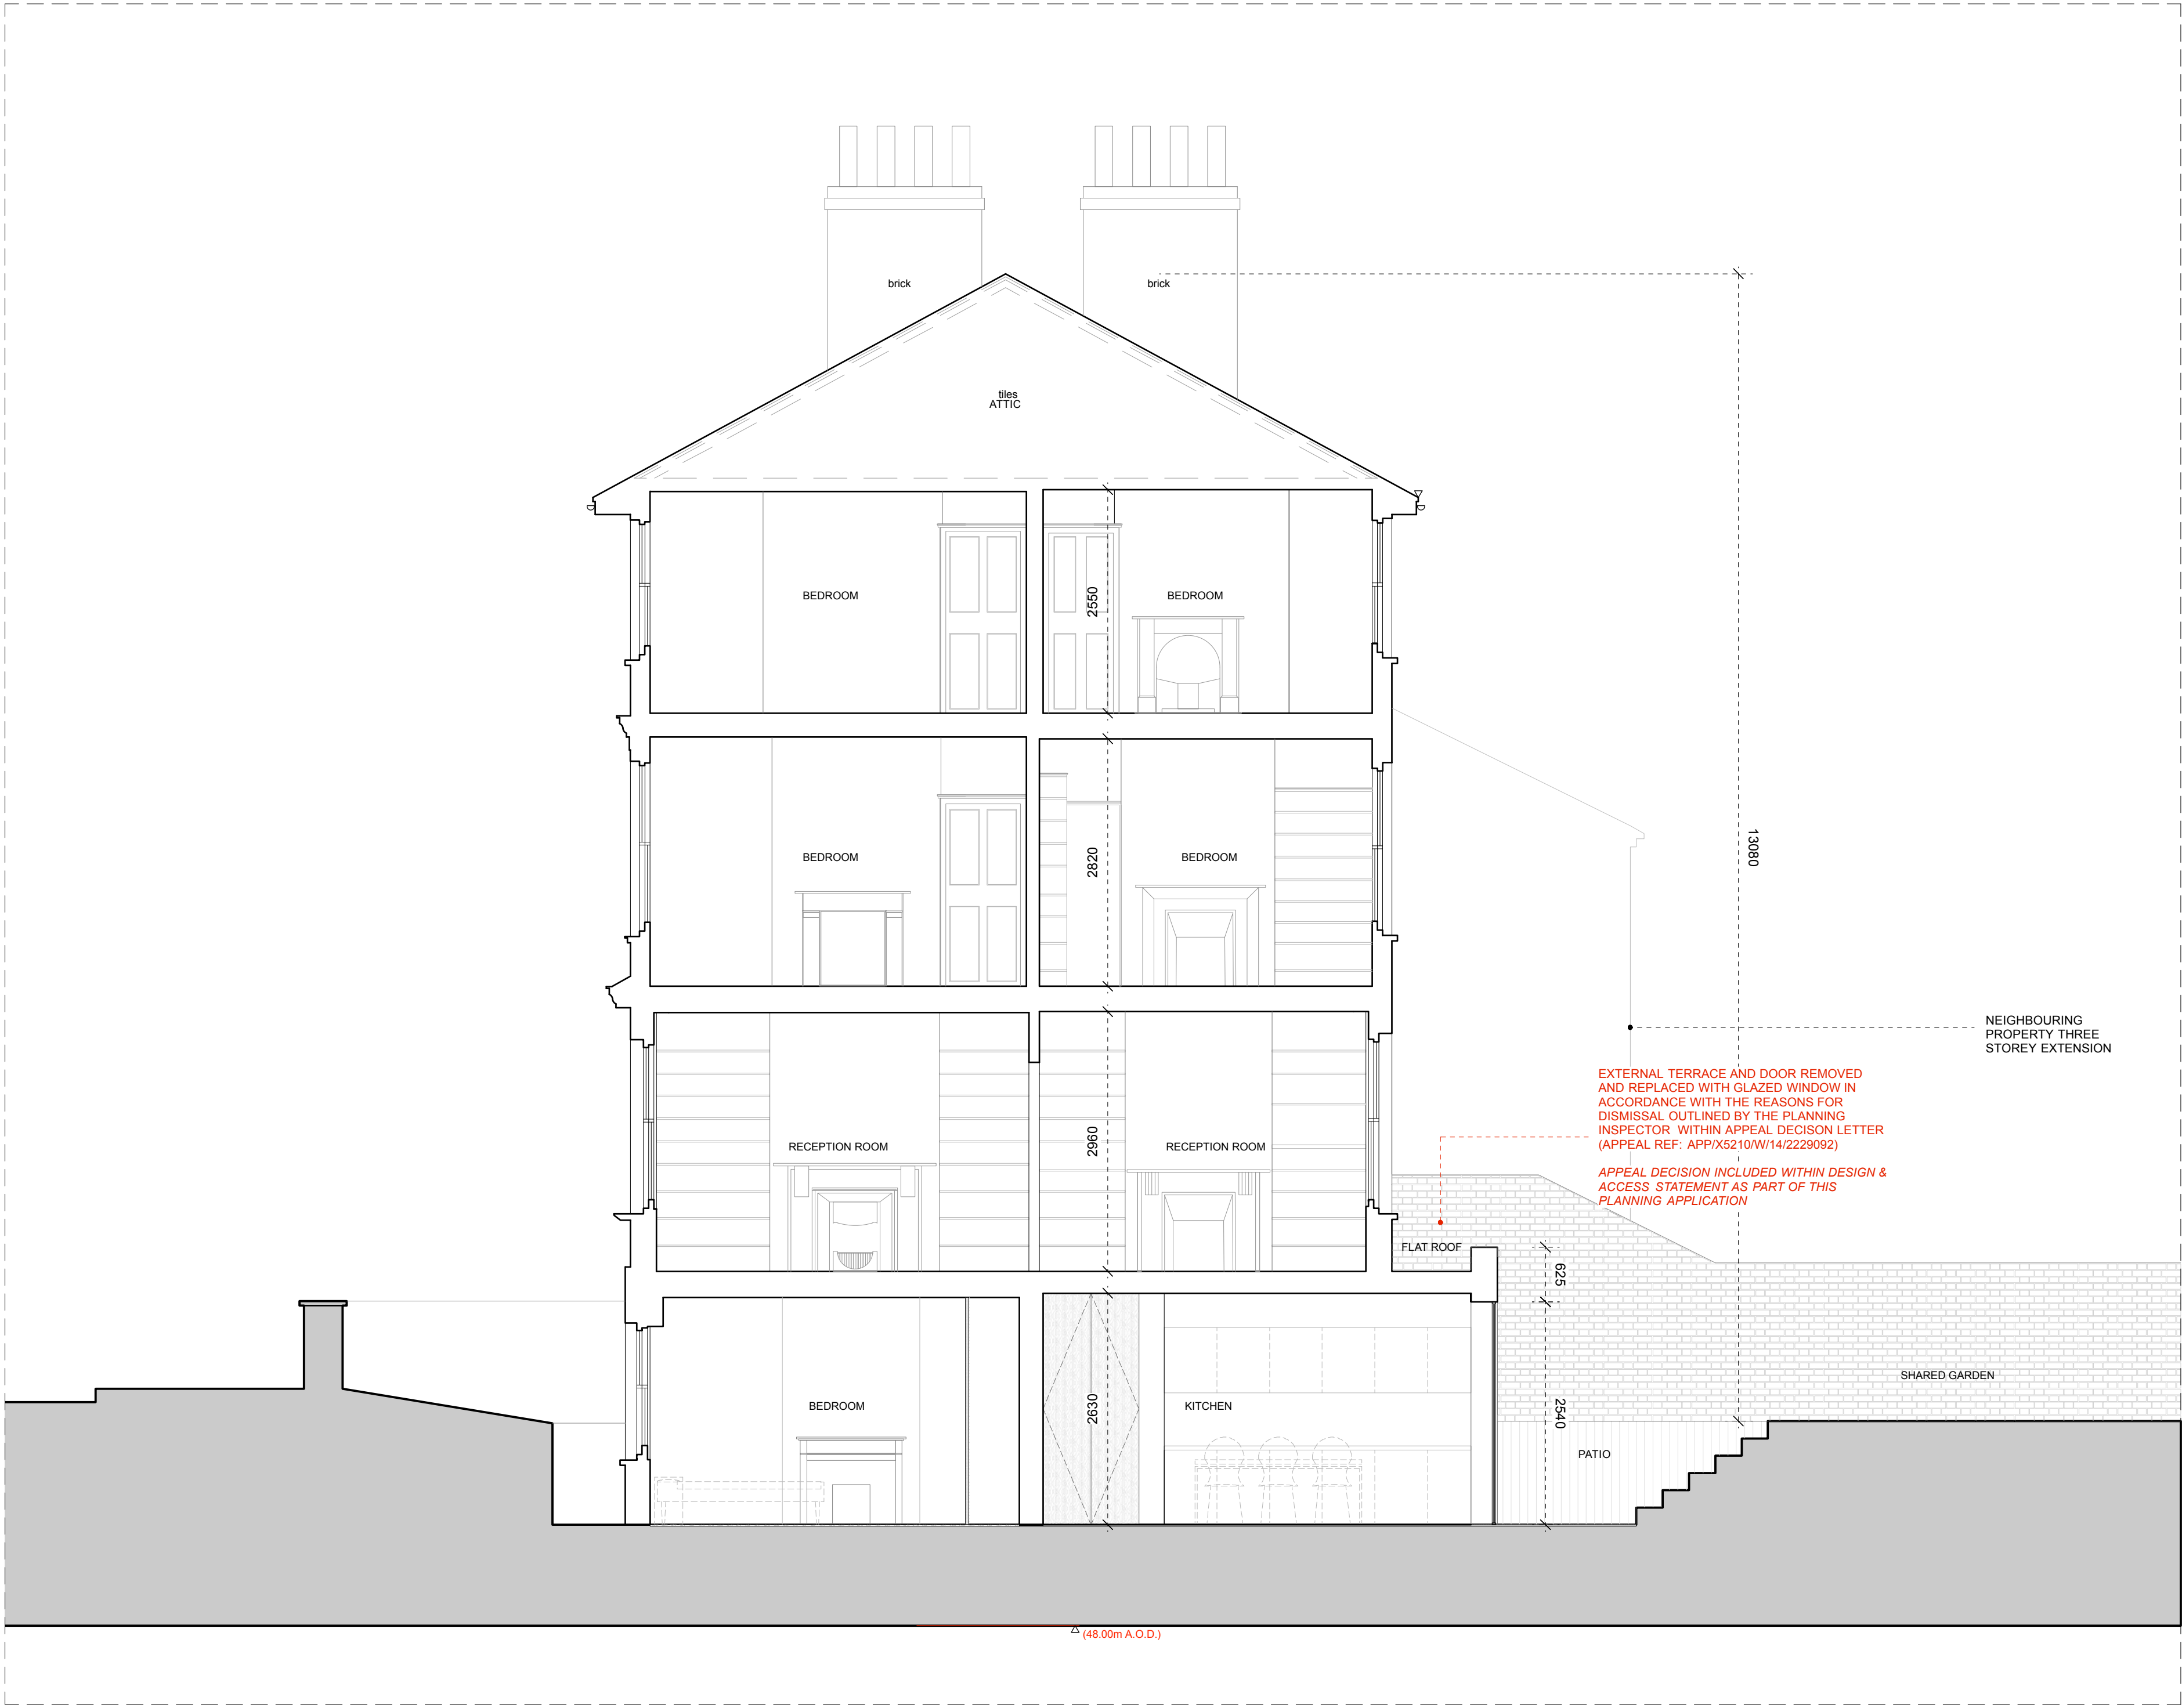 brick
brick
tiles
ATTIC
BEDROOM
2550
BEDROOM
13080
BEDROOM
2820
BEDROOM
NEIGHBOURING
PROPERTY THREE
STOREY EXTENSION
EXTERNAL TERRACE AND DOOR REMOVED
AND REPLACED WITH GLAZED WINDOW IN
ACCORDANCE WITH THE REASONS FOR
DISMISSAL OUTLINED BY THE PLANNING
INSPECTOR WITHIN APPEAL DECISON LETTER
(APPEAL REF: APP/X5210/W/14/2229092)
APPEAL DECISION INCLUDED WITHIN DESIGN &
ACCESS STATEMENT AS PART OF THIS
PLANNING APPLICATION
RECEPTION ROOM
2960
RECEPTION ROOM
FLAT ROOF
625
SHARED GARDEN
BEDROOM
2630
KITCHEN
2540
PATIO
(48.00m A.O.D.)